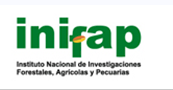 inifap
Instituto Nacional de Investigaciones
Forestales, Agrícolas y Pecuarias